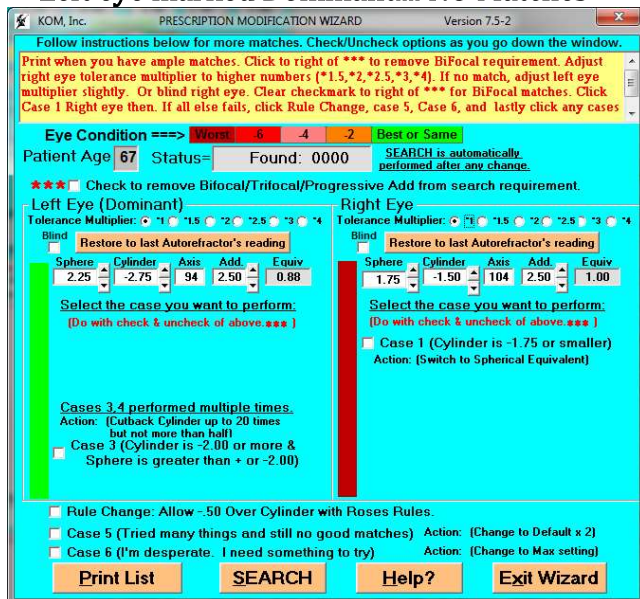 KOM, Inc. PRESCRIPTION MODIFICATION WIZARD Version 7.5-2
Follow instructions below for more matches. Check/Uncheck options as you go down the window.
Print when you have ample matches. Click to right of *** to remove BiFocal requirement. Adjust
right eye tolerance multiplier to higher numbers (*1.5,*2,*2.5,*3,*4). If no match, adjust left eye
multiplier slightly. Or blind right eye. Clear checkmark to right of *** for BiFocal matches. Click
Case 1 Right eye then. If all else fails, click Rule Change, case 5, Case 6, and lastly click any cases
Eye Condition ===> Worst -6 -4 -2 Best or Same
Patient Age 67 Status= Found: 0000 SEARCH is automatically
performed after any change.
*** Check to remove Bifocal/Trifocal/Progressive Add from search requirement.
Left Eye (Dominant) Right Eye
Tolerance Multiplier: *1 *1.5 *2 *2.5 *3 *4 Tolerance Multiplier: *1 *1.5 *2 *2.5 *3 *4
Blind Restore to last Autorefractor's reading Blind Restore to last Autorefractor's reading
Sphere Cylinder Axis Add. Equiv Sphere Cylinder Axis Add. Equiv
2.25 -2.75 94 2.50 0.88 1.75 -1.50 104 2.50 1.00
Select the case you want to perform: Select the case you want to perform:
(Do with check & uncheck of above.*** ) (Do with check & uncheck of above.*** )
Case 1 (Cylinder is -1.75 or smaller)
Action: (Switch to Spherical Equivalent)
Cases 3,4 performed multiple times.
Action: (Cutback Cylinder up to 20 times
but not more than half)
Case 3 (Cylinder is -2.00 or more &
Sphere is greater than + or -2.00)
Rule Change: Allow -.50 Over Cylinder with Roses Rules.
Case 5 (Tried many things and still no good matches) Action: (Change to Default x 2)
Case 6 (I'm desperate. I need something to try) Action: (Change to Max setting)
Print List SEARCH Help? Exit Wizard